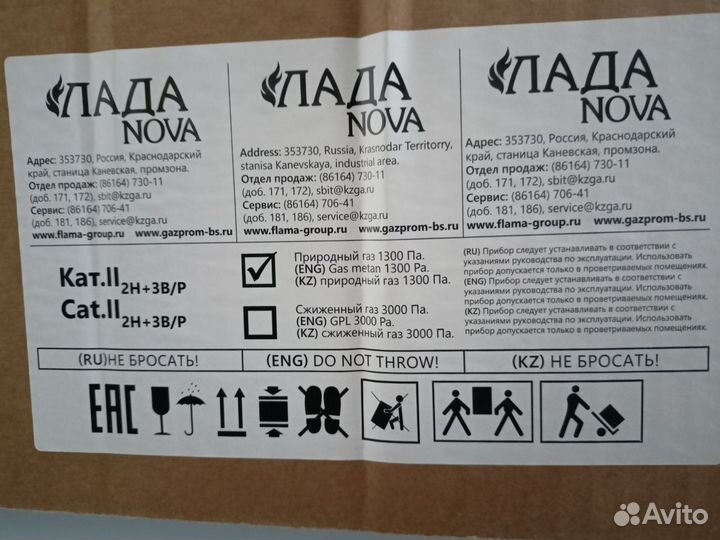 ЛАДА
NOVA
Адрес: 353730, Россия, Краснодарский
край, станица Каневская, промзона.
Отдел продаж: (86164) 730-11
(доб. 171, 172), sbit@kzga.ru
Сервис: (86164) 706-41
(доб. 181, 186), service@kzga.ru
www.flama-group.ru www.gazprom-bs.ru
ЛАДА
NOVA
Address: 353730, Russia, Krasnodar Territorry,
stanisa Kanevskaya, industrial area.
Отдел продаж: (86164) 730-11
(доб. 171, 172), sbit@kzga.ru
Сервис: (86164) 706-41
(доб. 181, 186), service@kzga.ru
www.flama-group.ru www.gazprom-bs.ru
ЛАДА
NOVA
Адрес: 353730, Россия, Краснодарский
край, станица Каневская, промзона.
Отдел продаж: (86164) 730-11
(доб. 171, 172), sbit@kzga.ru
Сервис: (86164) 706-41
(доб. 181, 186), service@kzga.ru
www.flama-group.ru www.gazprom-bs.ru
Кат.II2H+3B/P
Cat.II2H+3B/P
Природный газ 1300 Па.
(ENG) Gas metan 1300 Pa.
(KZ) природный газ 1300 Па.
Сжиженный газ 3000 Па.
(ENG) GPL 3000 Pa.
(KZ) сжиженный газ 3000 Па.
(RU) Прибор следует устанавливать в соответствии с
указаниями руководства по эксплуатации. Использовать
прибор допускается только в проветриваемых помещениях.
(ENG) Прибор следует устанавливать в соответствии с
указаниями руководства по эксплуатации. Использовать
прибор допускается только в проветриваемых помещениях.
(KZ) Прибор следует устанавливать в соответствии с
указаниями руководства по эксплуатации. Использовать
прибор допускается только в проветриваемых помещениях.
(RU)НЕ БРОСАТЬ!
(ENG) DO NOT THROW!
(KZ) НЕ БРОСАТЬ!
EAC
Avito